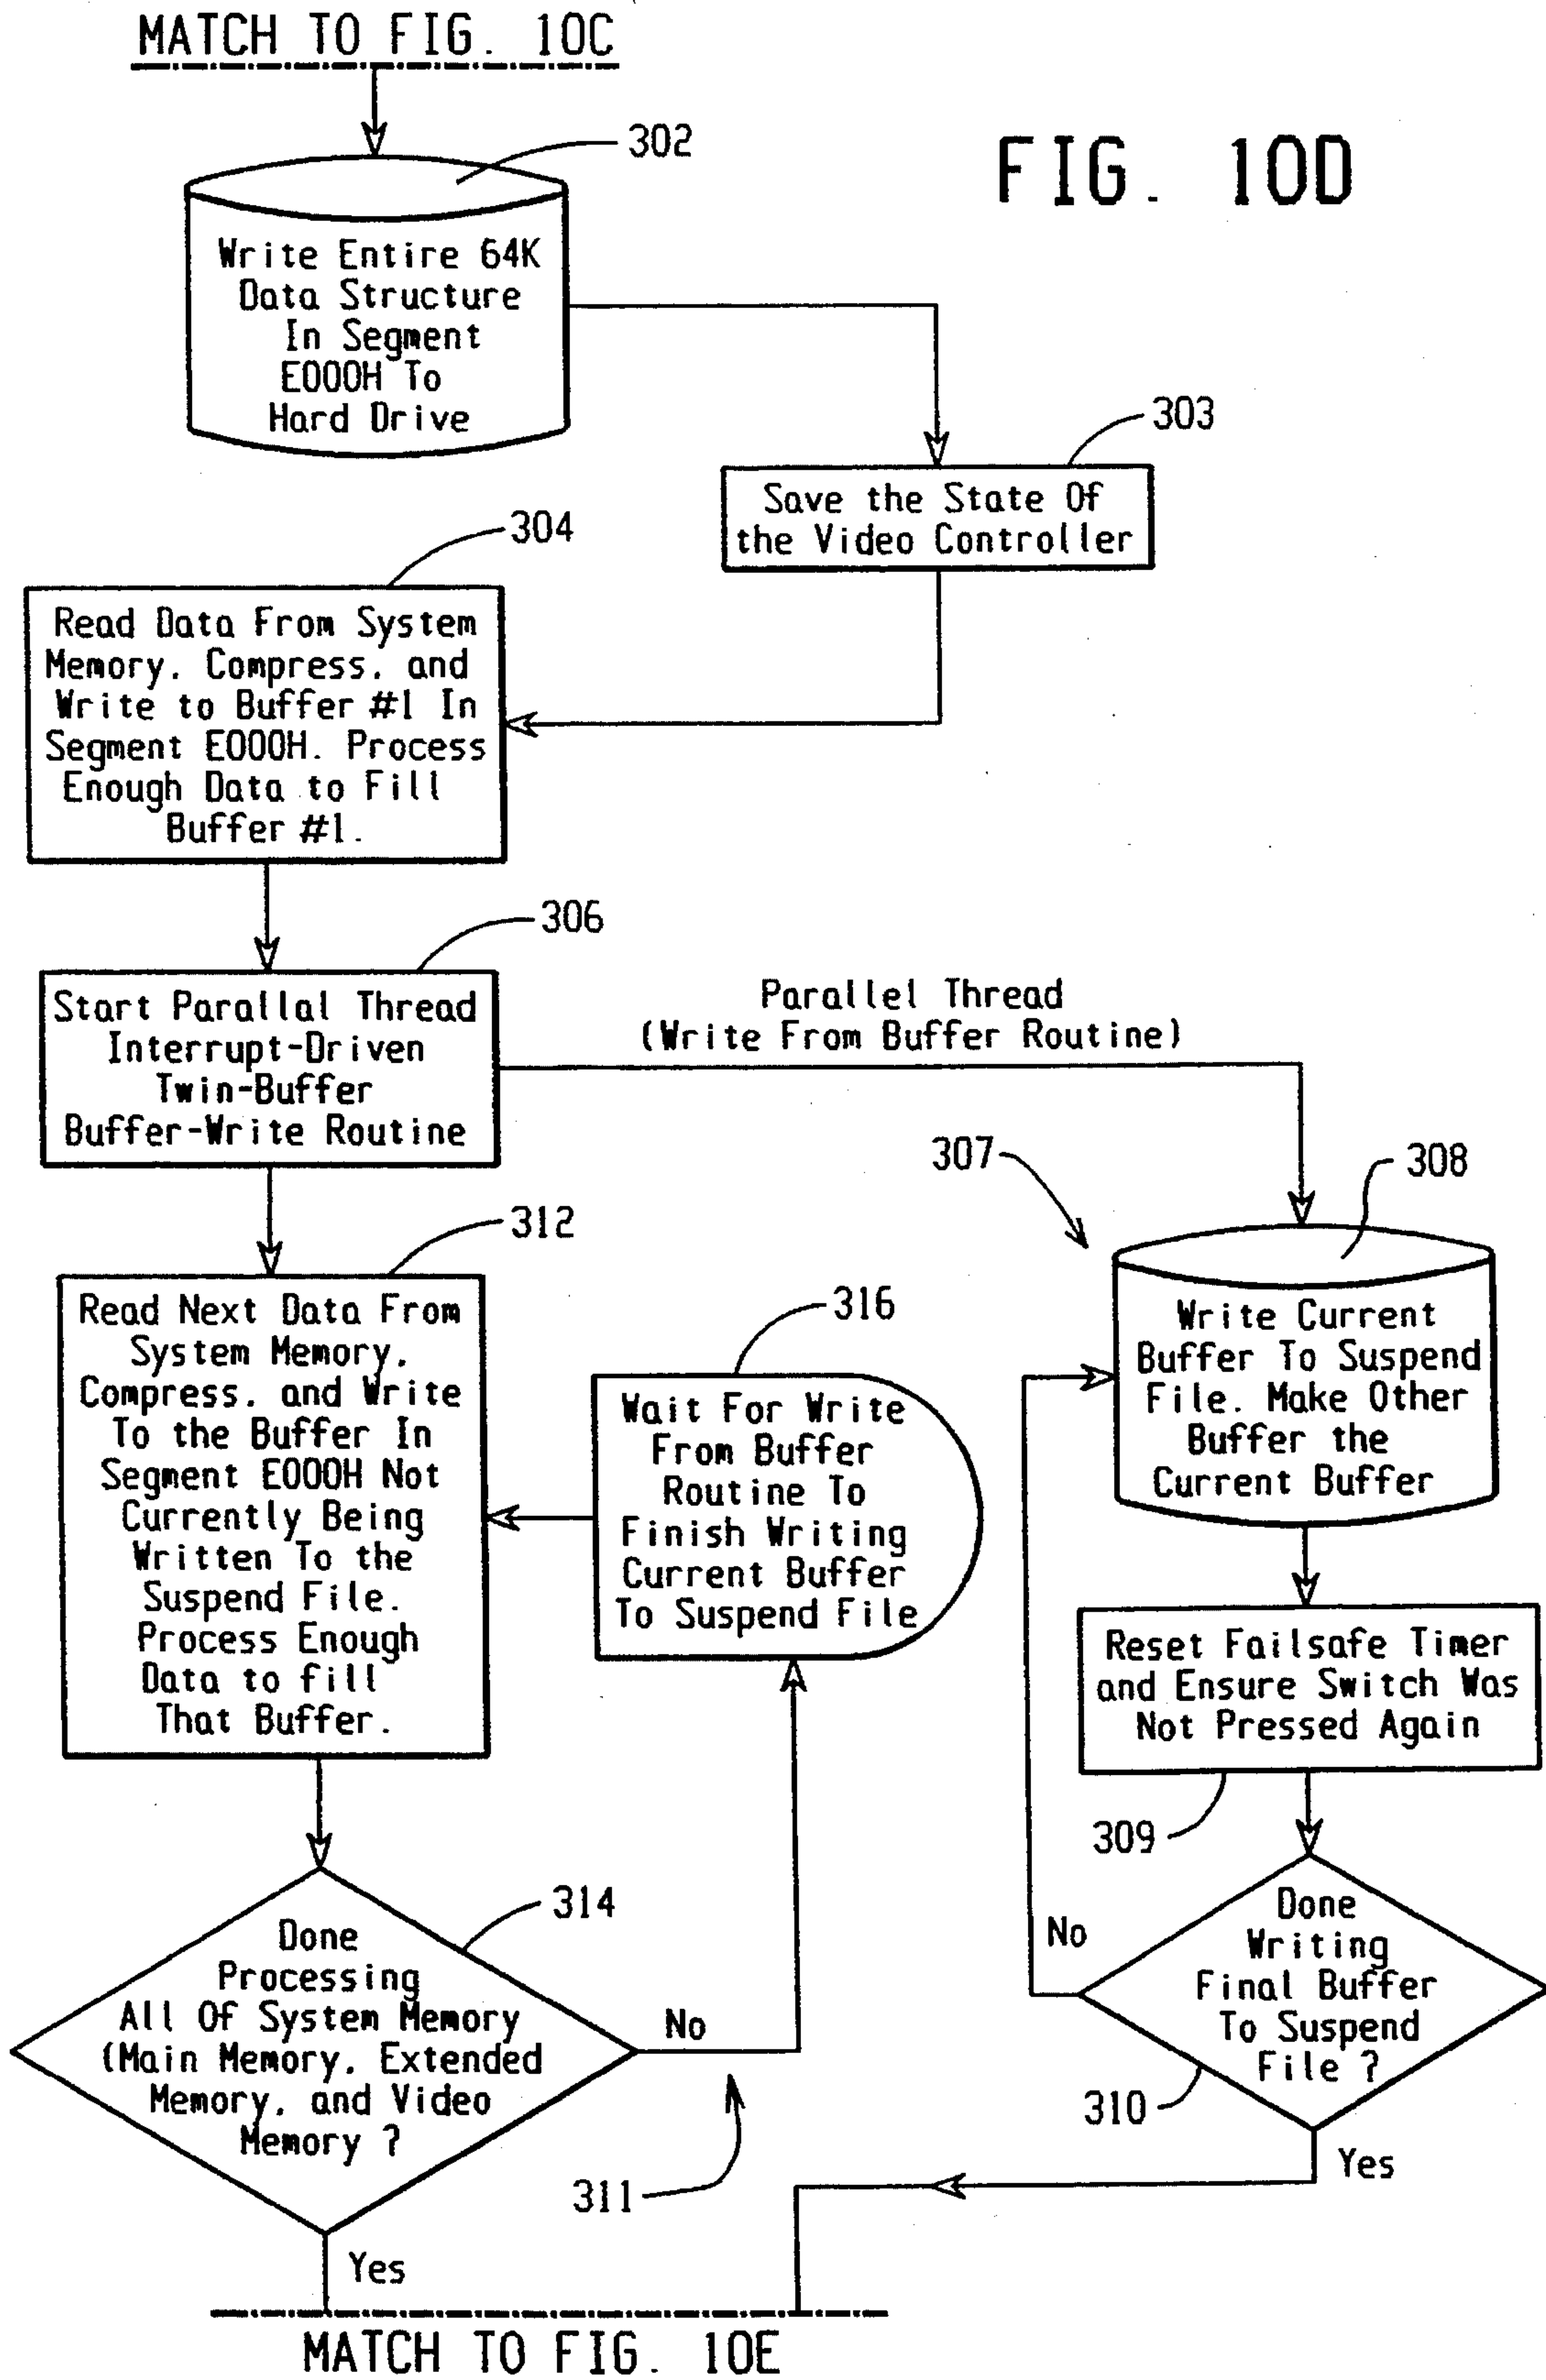 MATCH TO FIG. 10C
FIG. 10D
302
Write Entire 64K
Data Structure
In Segment
E000H To
Hard Drive
303
Save the State Of
the Video Controller
304
Read Data From System
Memory, Compress, and
Write to Buffer #1 In
Segment E000H. Process
Enough Data to Fill
Buffer #1.
306
Start Parallal Thread
Interrupt-Driven
Twin-Buffer
Buffer-Write Routine
Parallel Thread
(Write From Buffer Routine)
307
308
Write Current
Buffer To Suspend
File. Make Other
Buffer the
Current Buffer
312
Read Next Data From
System Memory,
Compress, and Write
To the Buffer In
Segment E000H Not
Currently Being
Written To the
Suspend File.
Process Enough
Data to fill
That Buffer.
316
Wait For Write
From Buffer
Routine To
Finish Writing
Current Buffer
To Suspend File
Reset Failsafe Timer
and Ensure Switch Was
Not Pressed Again
309
314
Done
Processing
All Of System Memory
(Main Memory, Extended
Memory, and Video
Memory ?
No
311
Yes
Done
Writing
Final Buffer
To Suspend
File ?
No
310
Yes
MATCH TO FIG. 10E